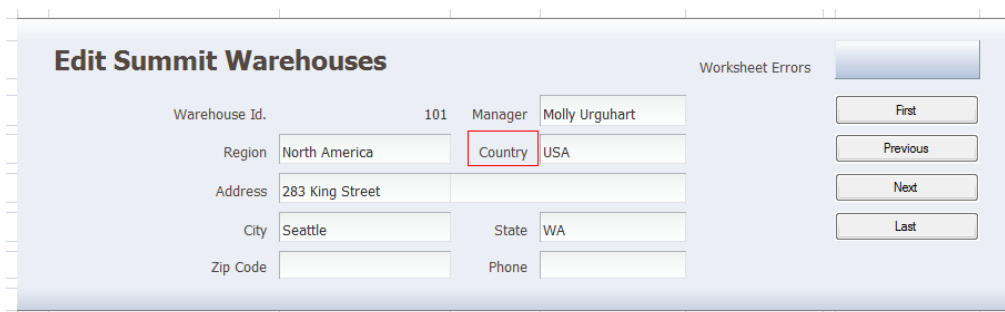 Edit Summit Warehouses
Worksheet Errors
Warehouse Id. 101 Manager Molly Urguhart First
Region North America Country USA Previous
Address 283 King Street Next
City Seattle State WA Last
Zip Code Phone